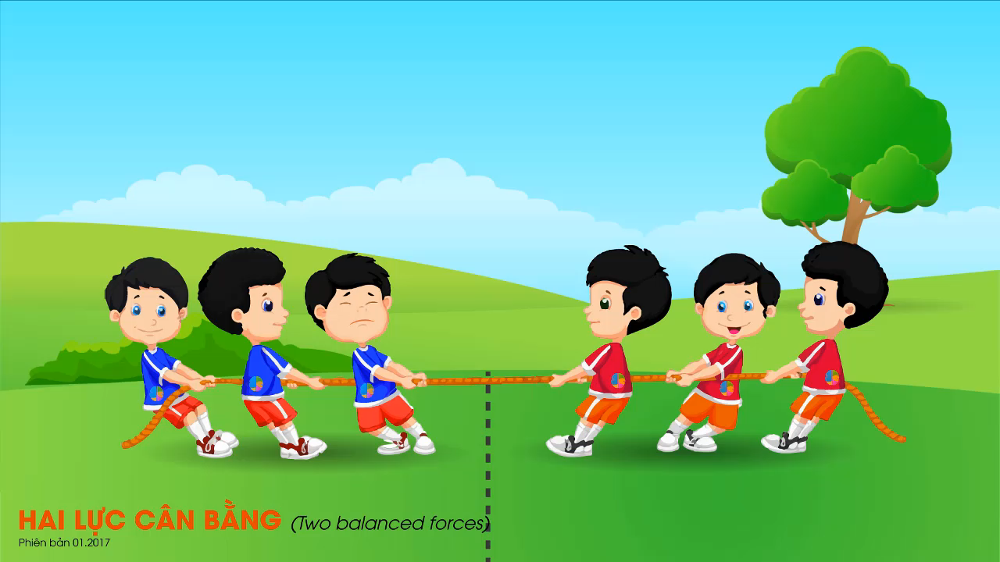 HAI LỰC CÂN BẰNG (Two balanced forces)
Phiên bản 01.2017